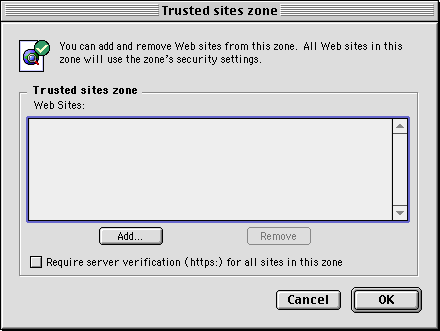 Trusted sites zone
You can add and remove Web sites from this zone. All Web sites in this
zone will use the zone's security settings.
Trusted sites zone
Web Sites:
Add... Remove
Require server verification (https:) for all sites in this zone
Cancel OK